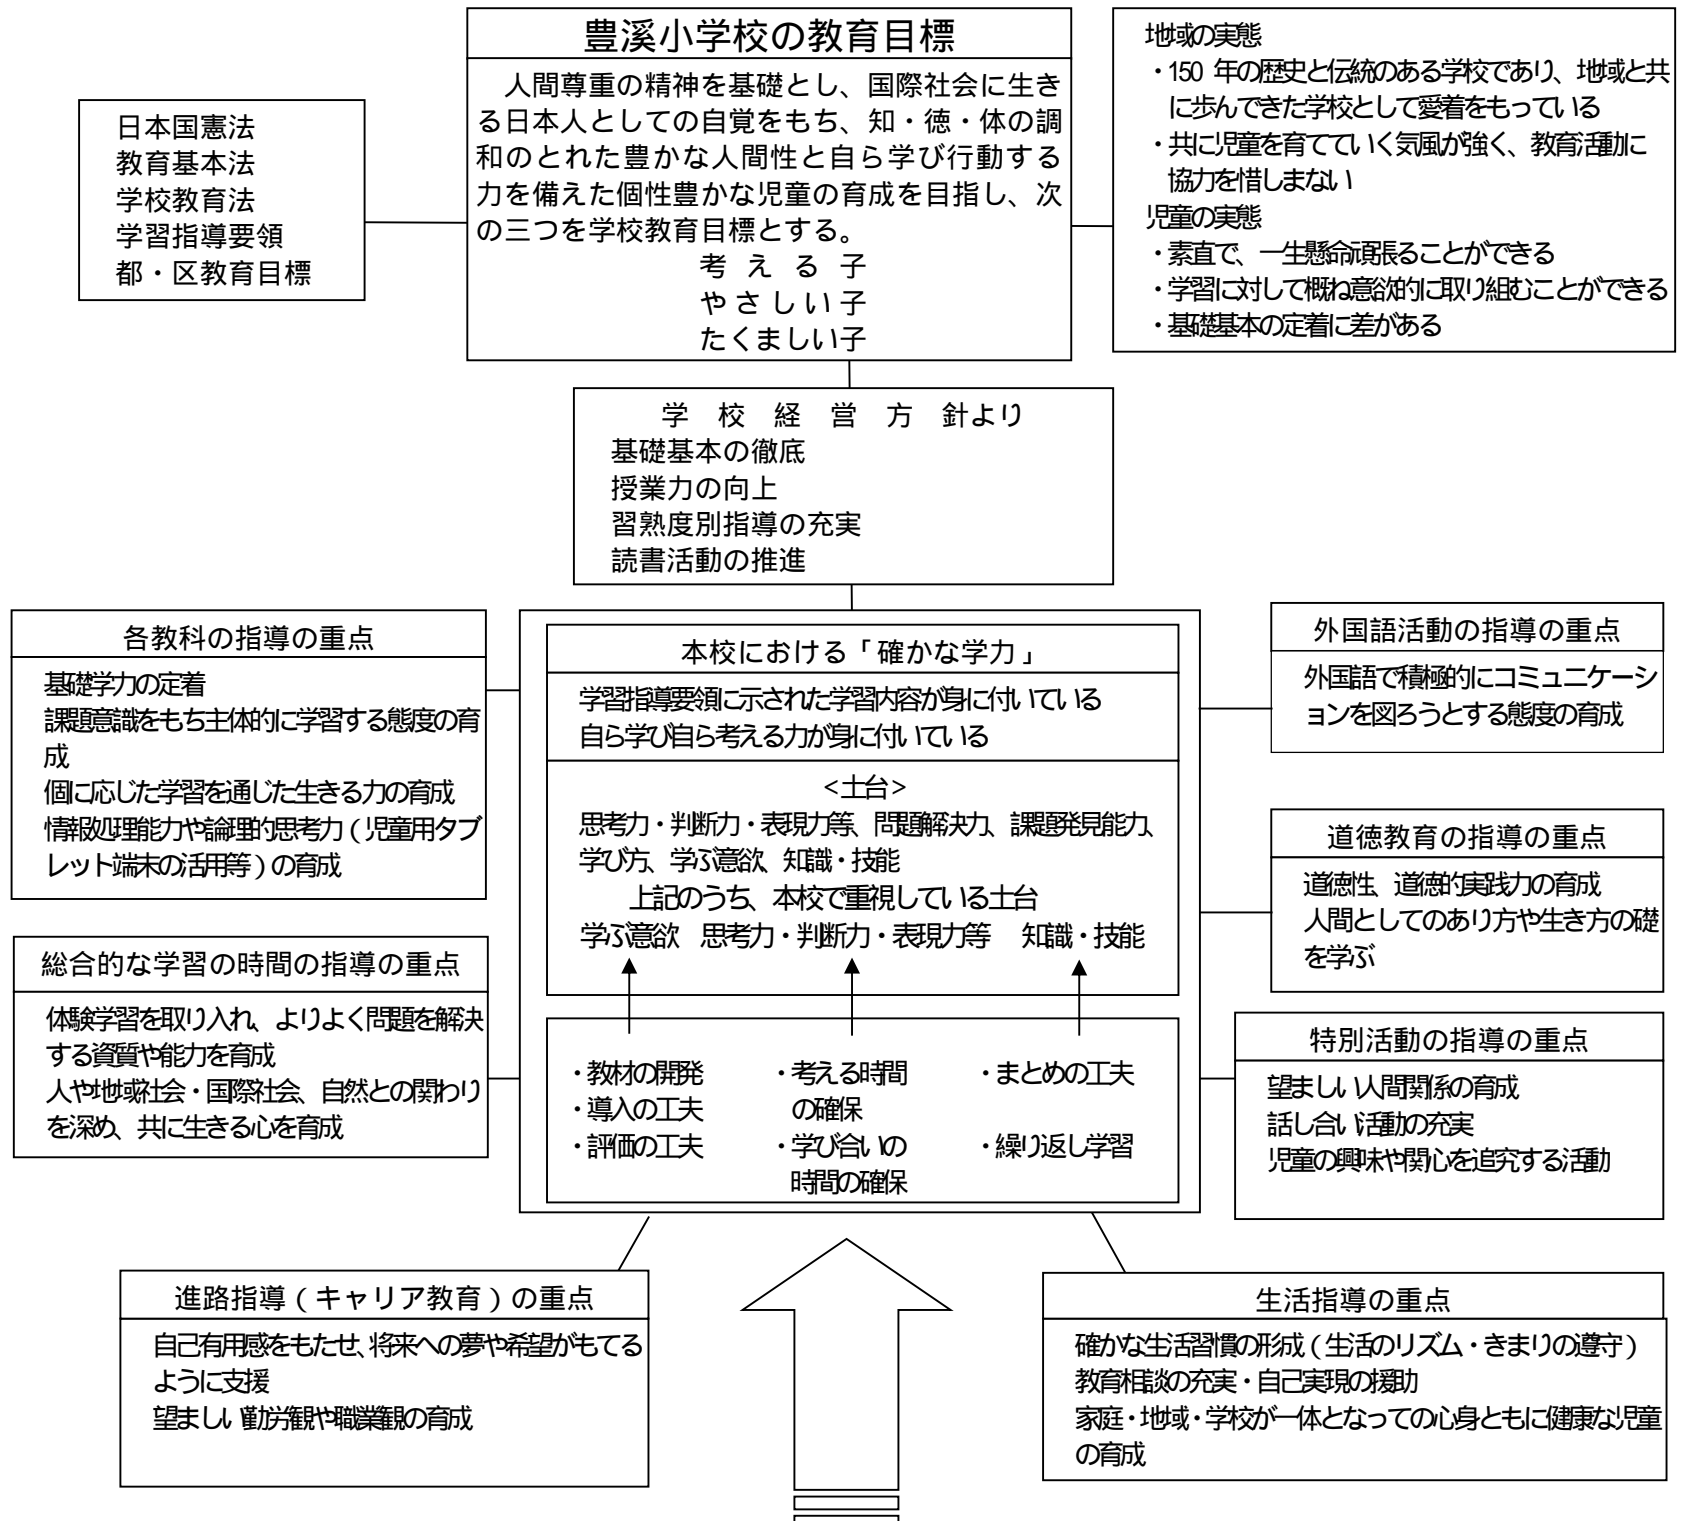 豊溪小学校の教育目標
人間尊重の精神を基礎とし、国際社会に生き
る日本人としての自覚をもち、知・徳・体の調
和のとれた豊かな人間性と自ら学び行動する
力を備えた個性豊かな児童の育成を目指し、次
の三つを学校教育目標とする。
考える子
やさしい子
たくましい子
日本国憲法
教育基本法
学校教育法
学習指導要領
都・区教育目標
地域の実態
・150 年の歴史と伝統のある学校であり、地域と共
に歩んできた学校として愛着をもっている
・共に児童を育てていく気風が強く、教育活動に
協力を惜しまない
児童の実態
・素直で、一生懸命頑張ることができる
・学習に対して概ね意欲的に取り組むことができる
・基礎基本の定着に差がある
学校経営方針より
基礎基本の徹底
授業力の向上
習熟度別指導の充実
読書活動の推進
各教科の指導の重点
基礎学力の定着
課題意識をもち主体的に学習する態度の育
成
個に応じた学習を通じた生きる力の育成
情報処理能力や論理的思考力(児童用タブ
レット端末の活用等)の育成
総合的な学習の時間の指導の重点
体験学習を取り入れ、よりよく問題を解決
する資質や能力を育成
人や地域社会・国際社会、自然との関わり
を深め、共に生きる心を育成
本校における「確かな学力」
学習指導要領に示された学習内容が身に付いている
自ら学び自ら考える力が身に付いている
<土台>
思考力・判断力・表現力等、問題解決力、課題発見能力、
学び方、学ぶ意欲、知識・技能
上記のうち、本校で重視している土台
学ぶ意欲 思考力・判断力・表現力等 知識・技能
・教材の開発
・導入の工夫
・評価の工夫
・考える時間
の確保
・学び合いの
時間の確保
・まとめの工夫
・繰り返し学習
外国語活動の指導の重点
外国語で積極的にコミュニケーシ
ョンを図ろうとする態度の育成
道徳教育の指導の重点
道徳性、道徳的実践力の育成
人間としてのあり方や生き方の礎
を学ぶ
特別活動の指導の重点
望ましい人間関係の育成
話し合い活動の充実
児童の興味や関心を追究する活動
進路指導(キャリア教育)の重点
自己有用感をもたせ、将来への夢や希望がもてる
ように支援
望ましい勤労観や職業観の育成
生活指導の重点
確かな生活習慣の形成(生活のリズム・きまりの遵守)
教育相談の充実・自己実現の援助
家庭・地域・学校が一体となっての心身ともに健康な児童
の育成